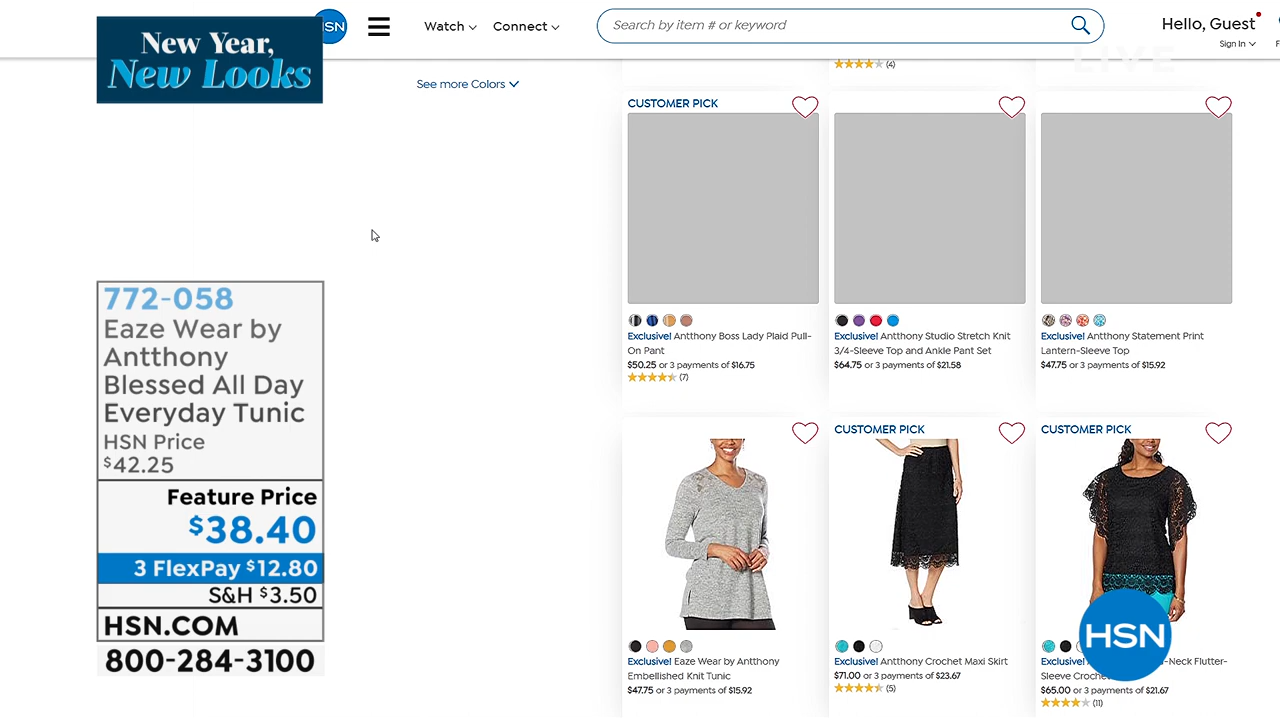 New Year,
New Looks
HSN
Watch
Connect
Search by item # or keyword
Hello, Guest
Sign In
LIVE
See more Colors
(4)
CUSTOMER PICK
Exclusive! Antthony Boss Lady Plaid Pull-
On Pant
$50.25 or 3 payments of $16.75
(7)
Exclusive! Antthony Studio Stretch Knit
3/4-Sleeve Top and Ankle Pant Set
$64.75 or 3 payments of $21.58
Exclusive! Antthony Statement Print
Lantern-Sleeve Top
$47.75 or 3 payments of $15.92
772-058
Eaze Wear by
Antthony
Blessed All Day
Everyday Tunic
HSN Price
$42.25
Feature Price
$38.40
3 FlexPay $12.80
S&H $3.50
HSN.COM
800-284-3100
Exclusive! Eaze Wear by Antthony
Embellished Knit Tunic
$47.75 or 3 payments of $15.92
CUSTOMER PICK
Exclusive! Antthony Crochet Maxi Skirt
$71.00 or 3 payments of $23.67
(5)
CUSTOMER PICK
Exclusive! -Neck Flutter-
Sleeve
$65.00 or 3 payments of $21.67
(11)
HSN